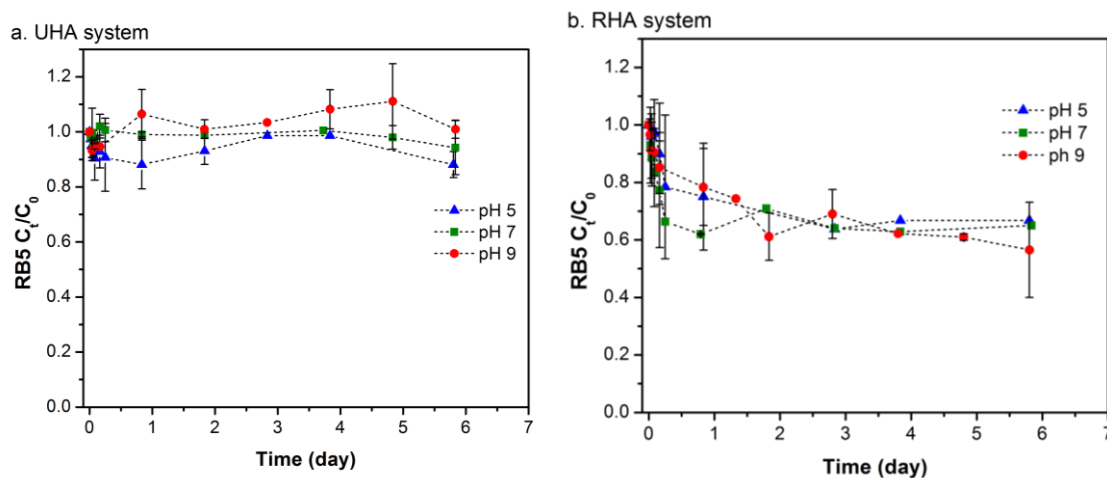 a. UHA system
1.2
1.0
0.8
0.6
0.4
0.2
0.0
RB5 Cₜ/C₀
pH 5
pH 7
pH 9
0 1 2 3 4 5 6 7
Time (day)
b. RHA system
1.2
1.0
0.8
0.6
0.4
0.2
0.0
RB5 Cₜ/C₀
pH 5
pH 7
ph 9
0 1 2 3 4 5 6 7
Time (day)